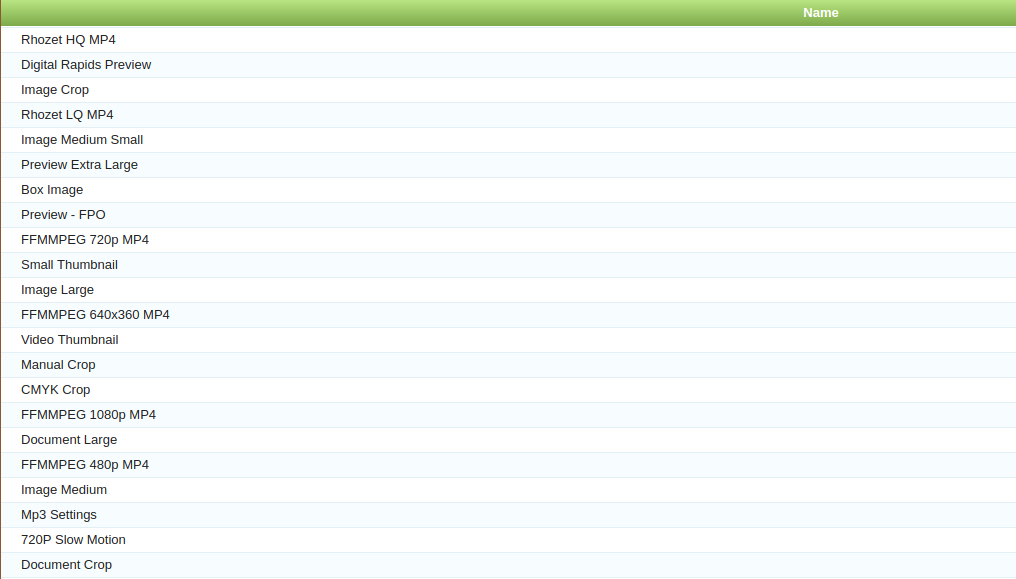 Name
Rhozet HQ MP4
Digital Rapids Preview
Image Crop
Rhozet LQ MP4
Image Medium Small
Preview Extra Large
Box Image
Preview - FPO
FFMMPEG 720p MP4
Small Thumbnail
Image Large
FFMMPEG 640x360 MP4
Video Thumbnail
Manual Crop
CMYK Crop
FFMMPEG 1080p MP4
Document Large
FFMMPEG 480p MP4
Image Medium
Mp3 Settings
720P Slow Motion
Document Crop